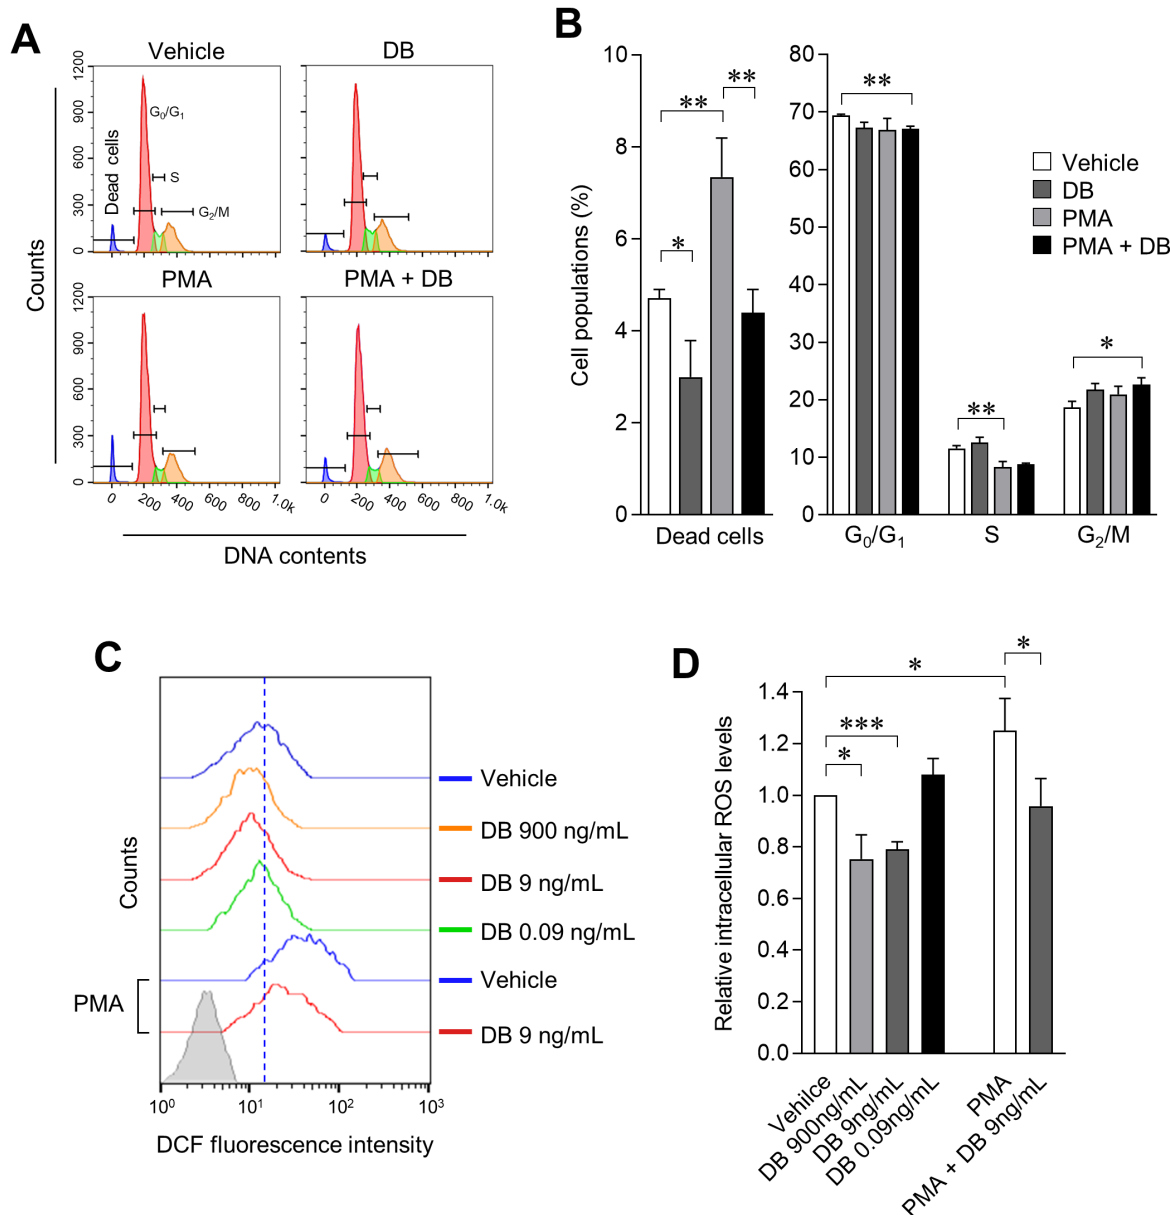 A
Vehicle
DB
1200
900
600
300
0
Dead cells
G0/G1
S
G2/M
PMA
PMA + DB
1200
900
600
300
0
0
200
400
600
800
1.0k
0
200
400
600
800
1.0k
Counts
DNA contents
B
10
8
6
4
2
0
Cell populations (%)
**
**
*
Dead cells
80
70
60
50
40
30
20
10
0
**
**
*
G0/G1
S
G2/M
Vehicle
DB
PMA
PMA + DB
C
Counts
Vehicle
DB 900 ng/mL
DB 9 ng/mL
DB 0.09 ng/mL
PMA
Vehicle
DB 9 ng/mL
10^0
10^1
10^2
10^3
DCF fluorescence intensity
D
Relative intracellular ROS levels
1.4
1.2
1.0
0.8
0.6
0.4
0.2
0.0
*
*
***
*
Vehilce
DB 900ng/mL
DB 9ng/mL
DB 0.09ng/mL
PMA
PMA + DB 9ng/mL